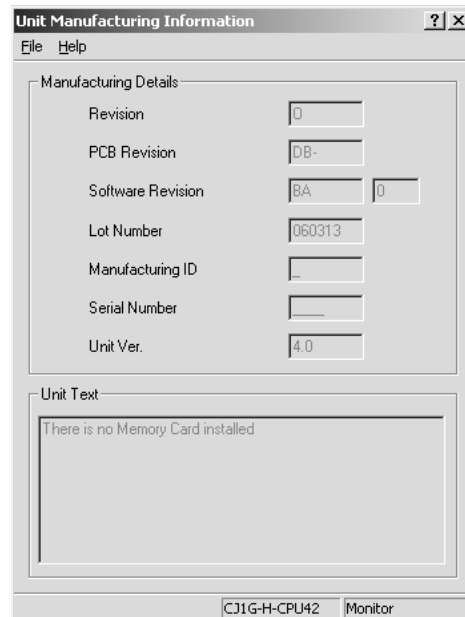 Unit Manufacturing Information
File Help
Manufacturing Details
Revision O
PCB Revision DB-
Software Revision BA 0
Lot Number 060313
Manufacturing ID _
Serial Number ____
Unit Ver. 4.0
Unit Text
There is no Memory Card installed
CJ1G-H-CPU42 Monitor